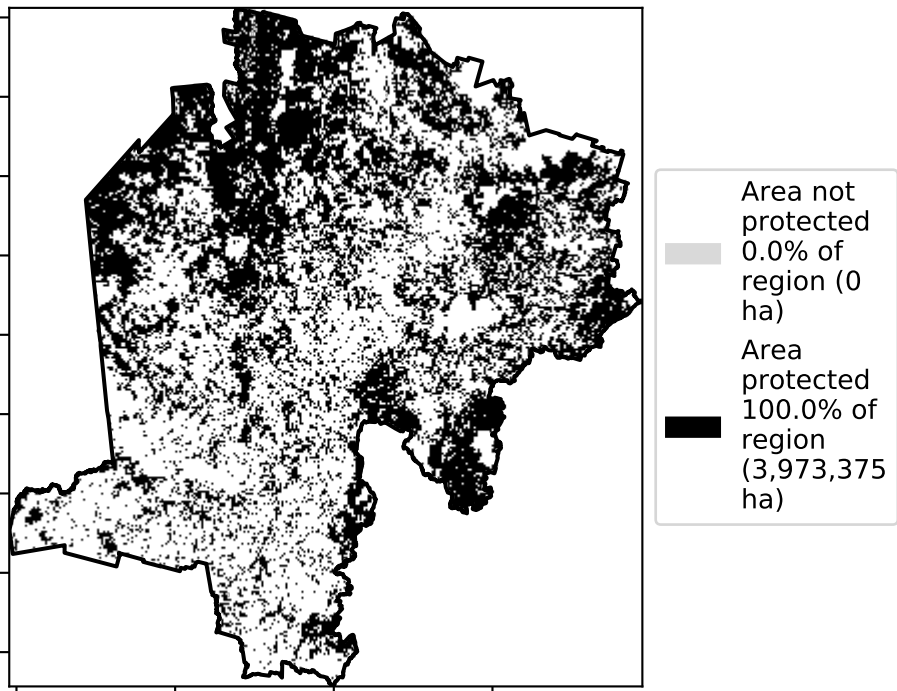 Area not
protected
0.0% of
region (0
ha)
Area
protected
100.0% of
region
(3,973,375
ha)